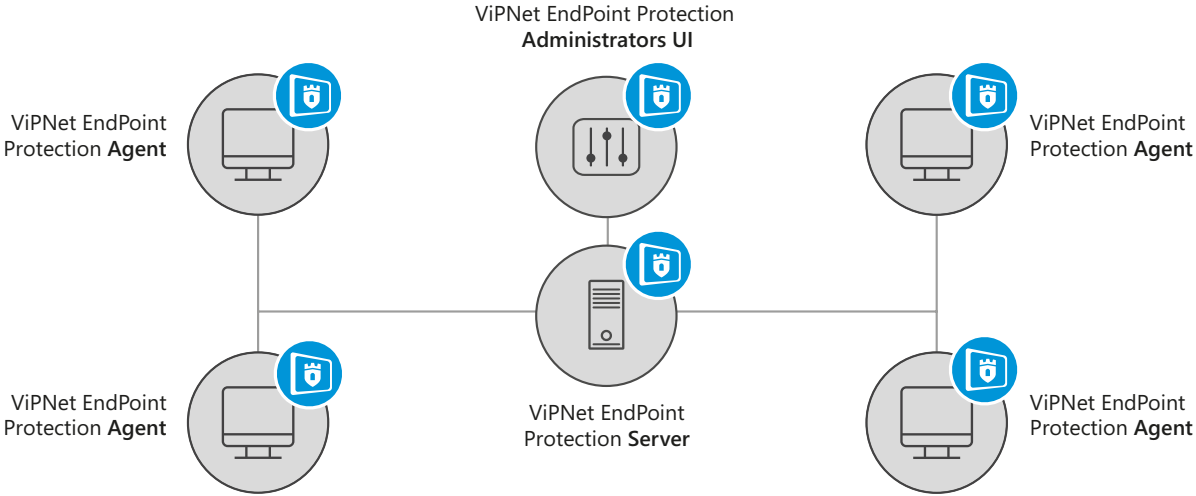 ViPNet EndPoint Protection
Administrators UI
ViPNet EndPoint
Protection Agent
ViPNet EndPoint
Protection Agent
ViPNet EndPoint
Protection Agent
ViPNet EndPoint
Protection Server
ViPNet EndPoint
Protection Agent